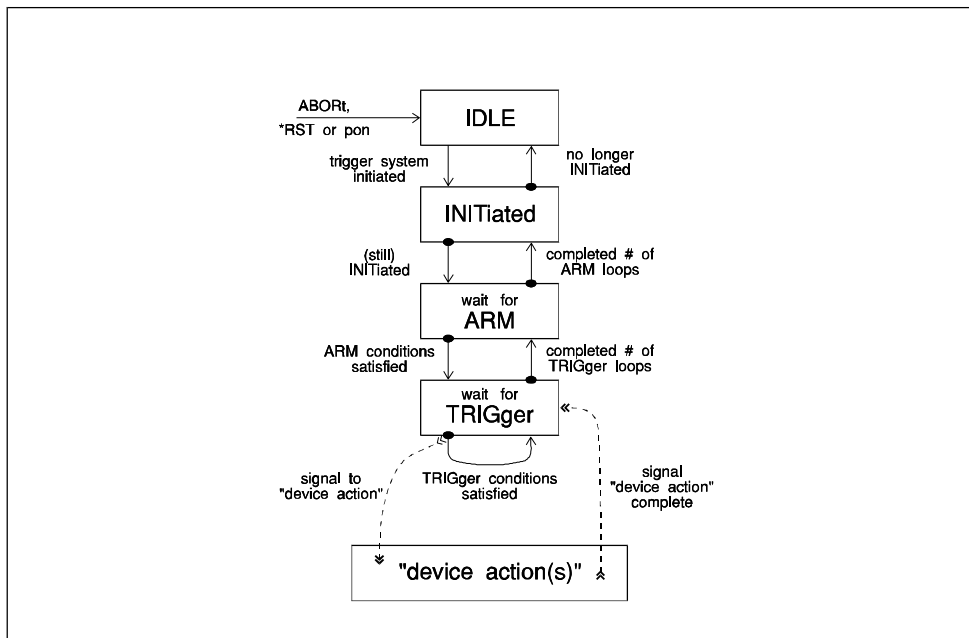 ABORt,
*RST or pon
IDLE
trigger system
initiated
no longer
INITiated
INITiated
(still)
INITiated
completed # of
ARM loops
wait for
ARM
ARM conditions
satisfied
completed # of
TRIGger loops
wait for
TRIGger
signal to
"device action"
TRIGger conditions
satisfied
signal
"device action"
complete
"device action(s)"